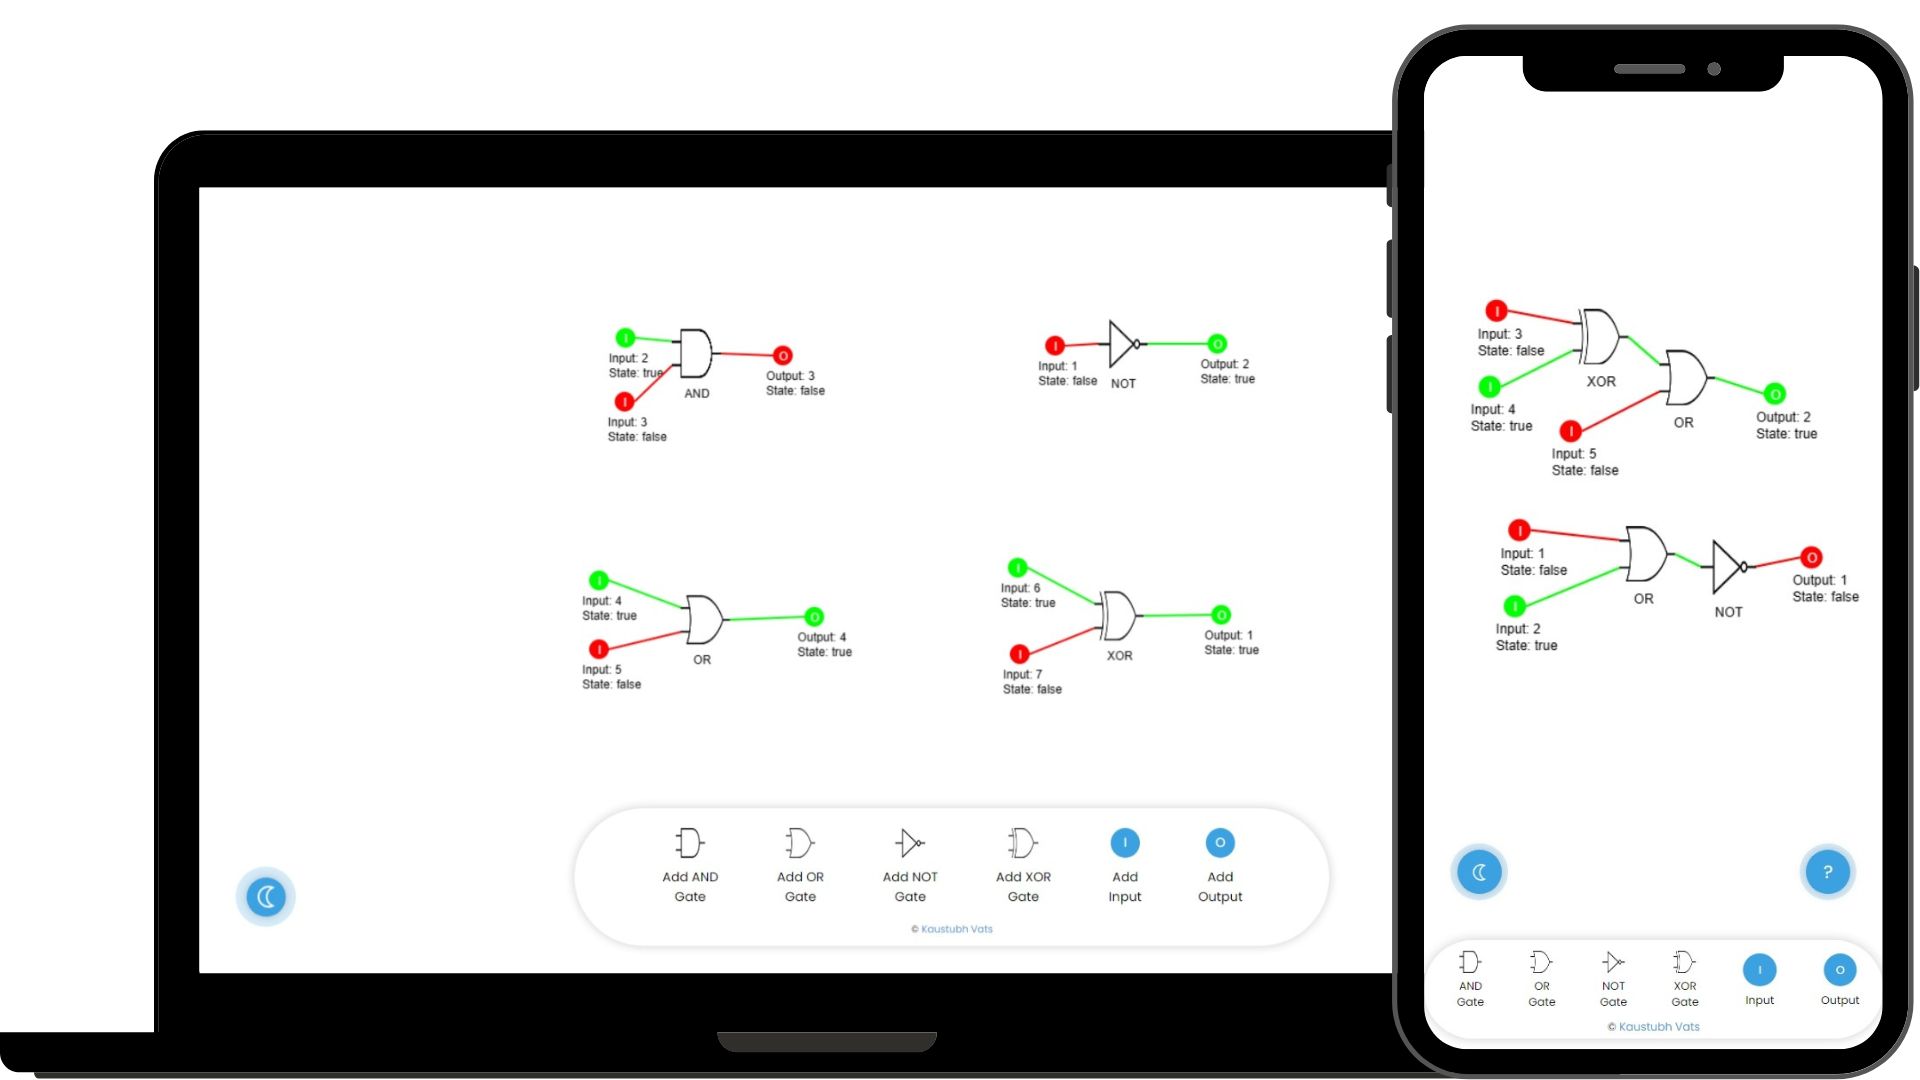 I
Input: 2
State: true
I
Input: 3
State: false
AND
O
Output: 3
State: false
I
Input: 1
State: false
NOT
O
Output: 2
State: true
I
Input: 4
State: true
I
Input: 5
State: false
OR
O
Output: 4
State: true
I
Input: 6
State: true
I
Input: 7
State: false
XOR
O
Output: 1
State: true
Add AND
Gate
Add OR
Gate
Add NOT
Gate
Add XOR
Gate
I
Add
Input
O
Add
Output
© Kaustubh Vats
I
Input: 3
State: false
I
Input: 4
State: true
XOR
I
Input: 5
State: false
OR
O
Output: 2
State: true
I
Input: 1
State: false
I
Input: 2
State: true
OR
NOT
O
Output: 1
State: false
?
AND
Gate
OR
Gate
NOT
Gate
XOR
Gate
I
Input
O
Output
© Kaustubh Vats